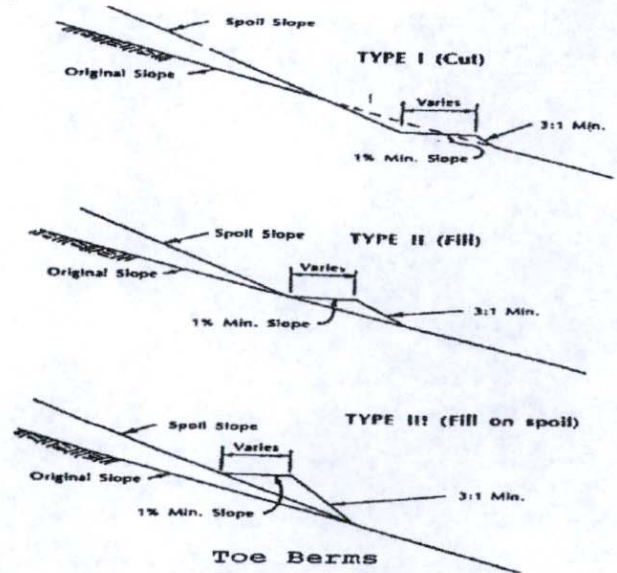 Spoil Slope
TYPE I (Cut)
Original Slope
Varies
3:1 Min.
1% Min. Slope
Spoil Slope
TYPE II (Fill)
Original Slope
Varies
3:1 Min.
1% Min. Slope
TYPE III (Fill on spoil)
Spoil Slope
Varies
Original Slope
3:1 Min.
1% Min. Slope
Toe Berms